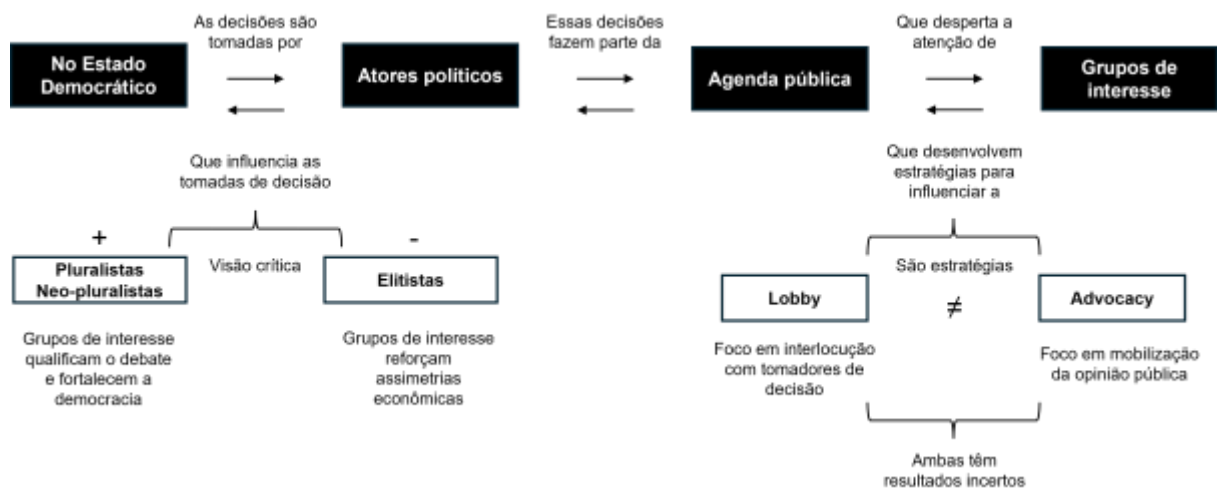 As decisões são
tomadas por
Essas decisões
fazem parte da
Que desperta a
atenção de
No Estado
Democrático
Atores políticos
Agenda pública
Grupos de
interesse
Que influencia as
tomadas de decisão
Que desenvolvem
estratégias para
influenciar a
+
-
Pluralistas
Neo-pluralistas
Visão crítica
Elitistas
São estratégias
Lobby
≠
Advocacy
Grupos de interesse
qualificam o debate
e fortalecem a
democracia
Grupos de interesse
reforçam
assimetrias
econômicas
Foco em interlocução
com tomadores de
decisão
Foco em mobilização
da opinião pública
Ambas têm
resultados incertos